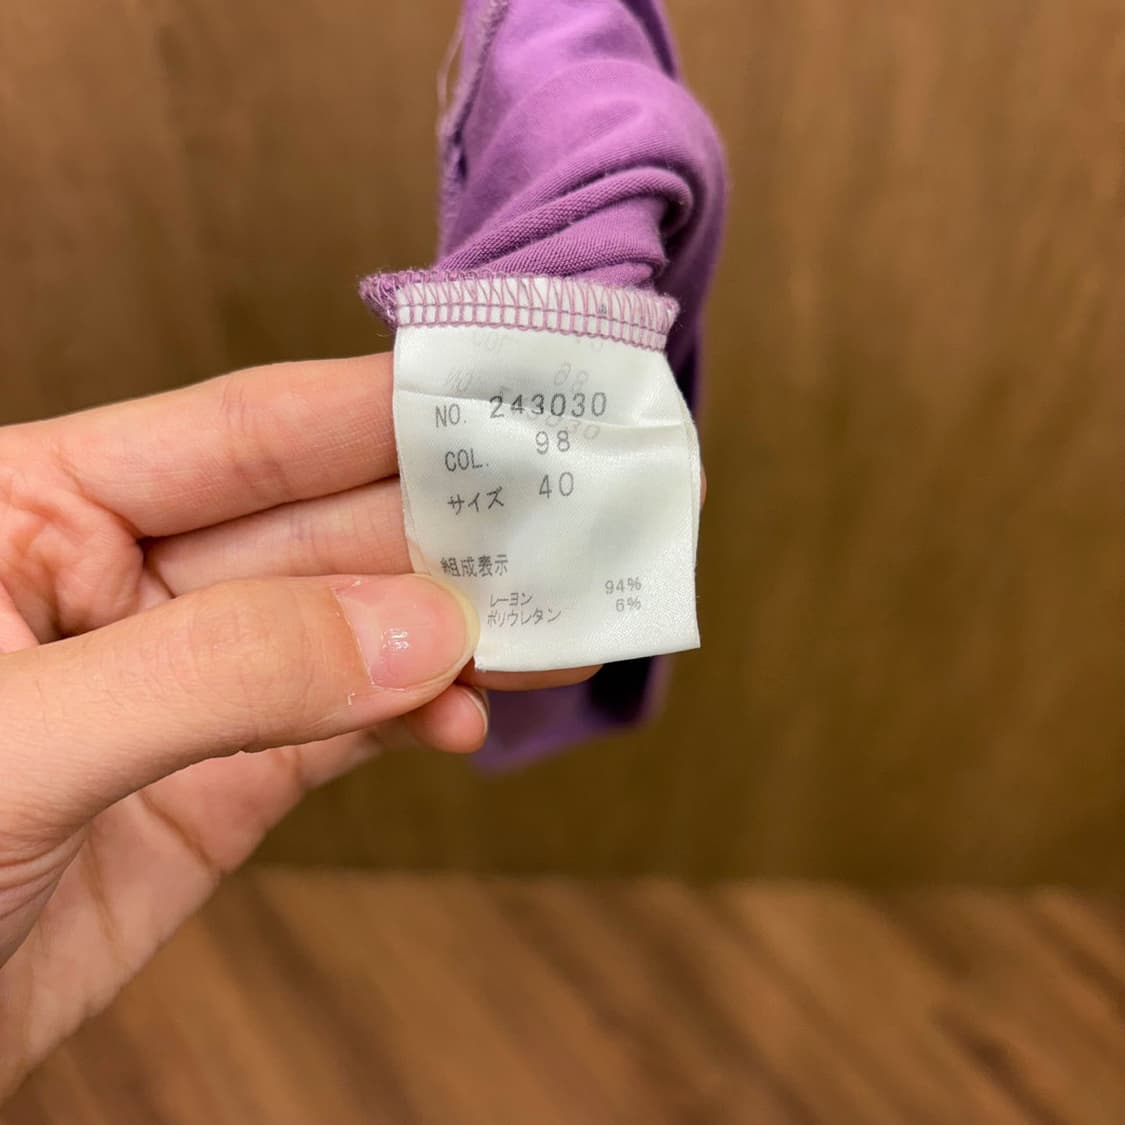 NO. 243030
COL. 98
サイズ 40
組成表示
レーヨン 94%
ポリウレタン 6%